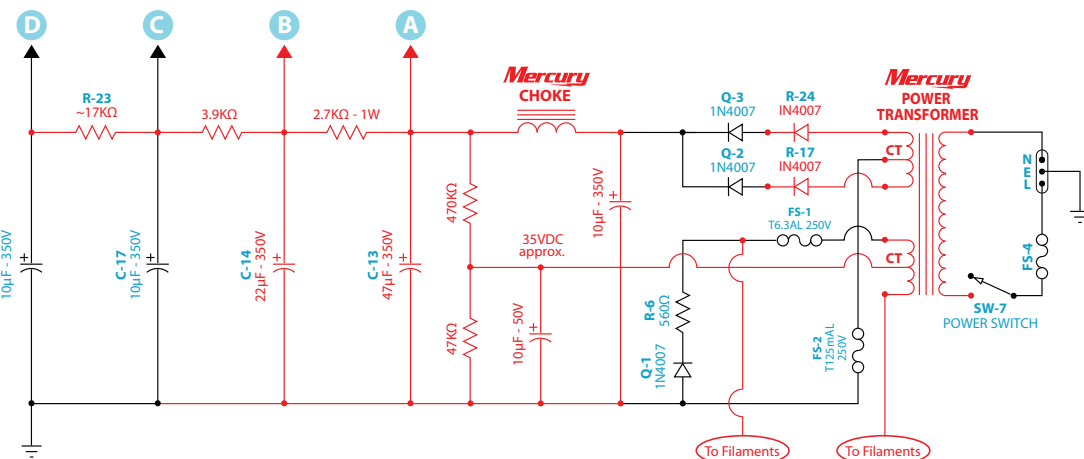 D
C
B
A
R-23
~17KΩ
3.9KΩ
2.7KΩ - 1W
Mercury
CHOKE
Q-3
1N4007
R-24
IN4007
Mercury
POWER
TRANSFORMER
Q-2
1N4007
R-17
IN4007
CT
N
E
L
10µF - 350V
C-17
10µF - 350V
C-14
22µF - 350V
C-13
47µF - 350V
470KΩ
47KΩ
35VDC
approx.
10µF - 50V
10µF - 350V
FS-1
T6.3AL 250V
CT
R-6
560Ω
Q-1
1N4007
FS-2
T125mAL
250V
FS-4
SW-7
POWER SWITCH
To Filaments
To Filaments